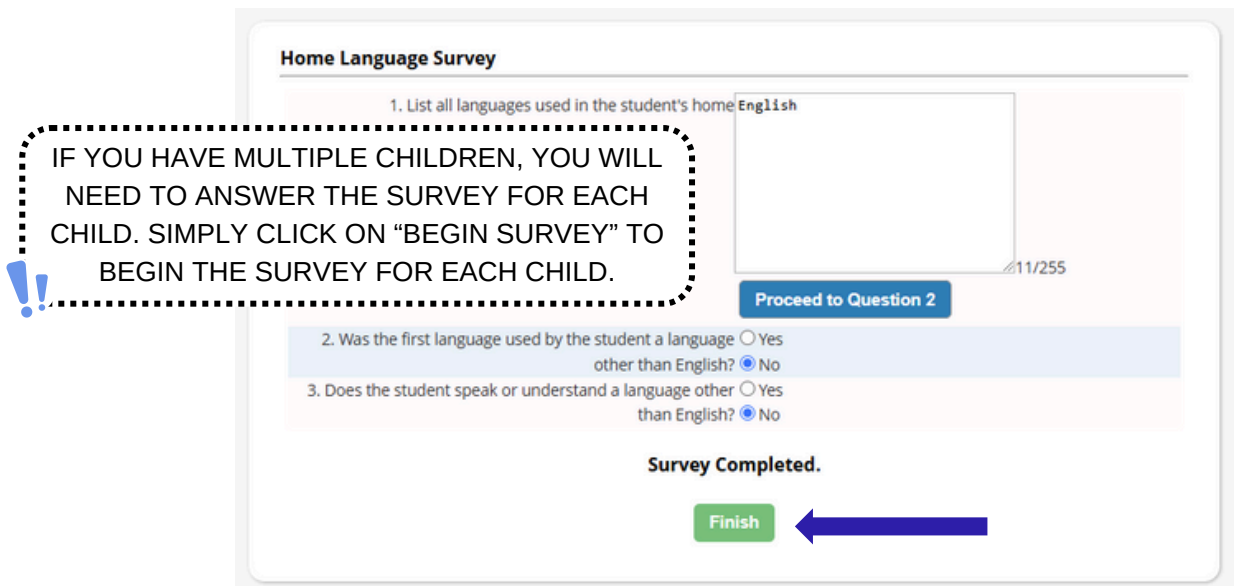 Home Language Survey
1. List all languages used in the student's home English
IF YOU HAVE MULTIPLE CHILDREN, YOU WILL
NEED TO ANSWER THE SURVEY FOR EACH
CHILD. SIMPLY CLICK ON “BEGIN SURVEY” TO
BEGIN THE SURVEY FOR EACH CHILD.
11/255
Proceed to Question 2
2. Was the first language used by the student a language Yes
other than English? No
3. Does the student speak or understand a language other Yes
than English? No
Survey Completed.
Finish